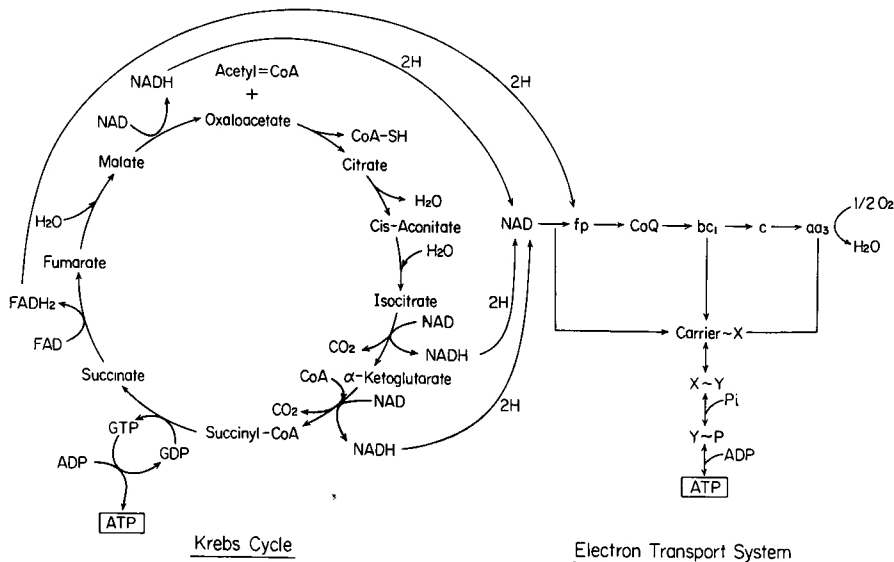 2H
2H
NADH
Acetyl=CoA
+
NAD
Oxaloacetate
CoA-SH
Malate
Citrate
H2O
H2O
Cis-Aconitate
NAD
fp
CoQ
bc1
c
aa3
1/2 O2
H2O
H2O
Fumarate
Isocitrate
FADH2
NAD
2H
FAD
CO2
NADH
Carrier~X
Succinate
CoA
α-Ketoglutarate
X~Y
CO2
NAD
2H
Pi
GTP
Succinyl-CoA
NADH
Y~P
ADP
GDP
ADP
ATP
ATP
Krebs Cycle
Electron Transport System